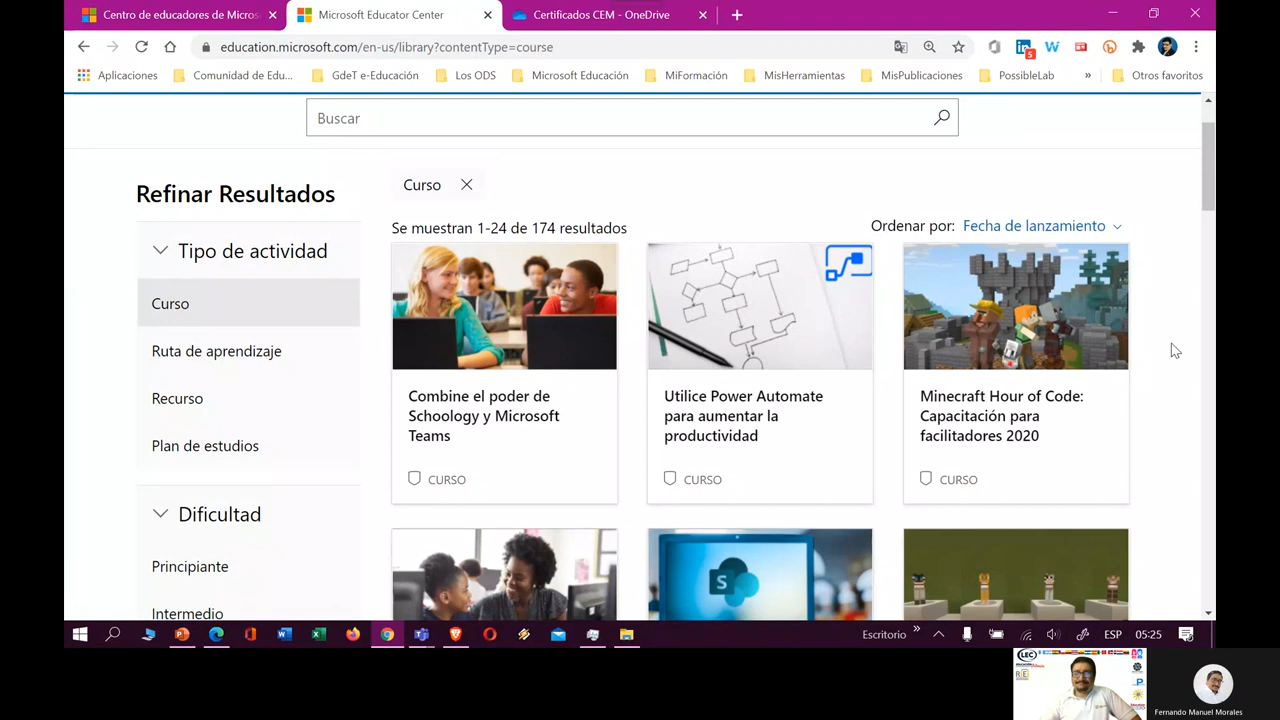 Centro de educadores de Micros
Microsoft Educator Center
Certificados CEM - OneDrive
education.microsoft.com/en-us/library?contentType=course
5
Aplicaciones
Comunidad de Edu...
GdeT e-Educación
Los ODS
Microsoft Educación
MiFormación
MisHerramientas
MisPublicaciones
PossibleLab
»
Otros favoritos
Buscar
Refinar Resultados
Curso
Se muestran 1-24 de 174 resultados
Ordenar por: Fecha de lanzamiento
Tipo de actividad
Curso
Ruta de aprendizaje
Recurso
Plan de estudios
Dificultad
Principiante
Intermedio
Combine el poder de
Schoology y Microsoft
Teams
CURSO
Utilice Power Automate
para aumentar la
productividad
CURSO
Minecraft Hour of Code:
Capacitación para
facilitadores 2020
CURSO
S
Escritorio
»
ESP
05:25
LEC
Fernando Manuel Morales